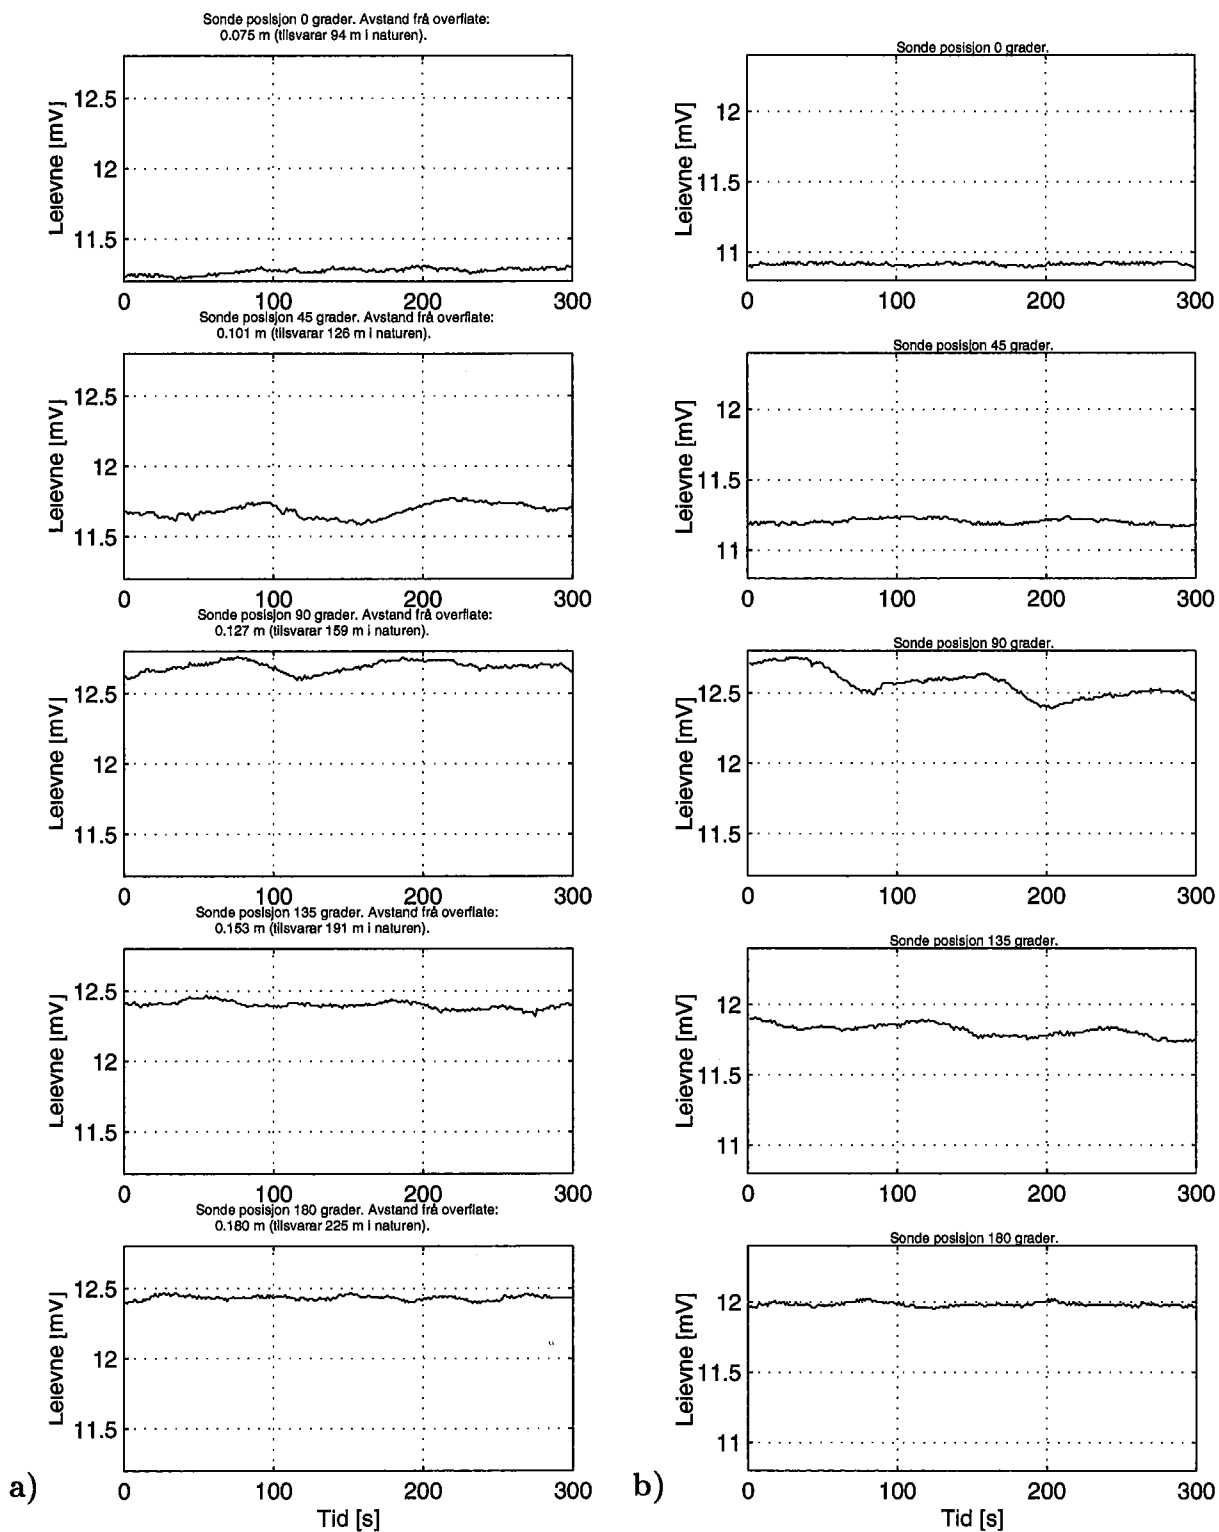 Sonde posisjon 0 grader. Avstand frå overflate:
0.075 m (tilsvarar 94 m i naturen).
Leievne [mV]
12.5
12
11.5
0
100
200
300
Sonde posisjon 45 grader. Avstand frå overflate:
0.101 m (tilsvarar 126 m i naturen).
Leievne [mV]
12.5
12
11.5
0
100
200
300
Sonde posisjon 90 grader. Avstand frå overflate:
0.127 m (tilsvarar 159 m i naturen).
Leievne [mV]
12.5
12
11.5
0
100
200
300
Sonde posisjon 135 grader. Avstand frå overflate:
0.153 m (tilsvarar 191 m i naturen).
Leievne [mV]
12.5
12
11.5
0
100
200
300
Sonde posisjon 180 grader. Avstand frå overflate:
0.180 m (tilsvarar 225 m i naturen).
Leievne [mV]
12.5
12
11.5
0
100
200
300
Tid [s]
a)
Sonde posisjon 0 grader.
Leievne [mV]
12
11.5
11
0
100
200
300
Sonde posisjon 45 grader.
Leievne [mV]
12
11.5
11
0
100
200
300
Sonde posisjon 90 grader.
Leievne [mV]
12.5
12
11.5
0
100
200
300
Sonde posisjon 135 grader.
Leievne [mV]
12
11.5
11
0
100
200
300
Sonde posisjon 180 grader.
Leievne [mV]
12
11.5
11
0
100
200
300
Tid [s]
b)